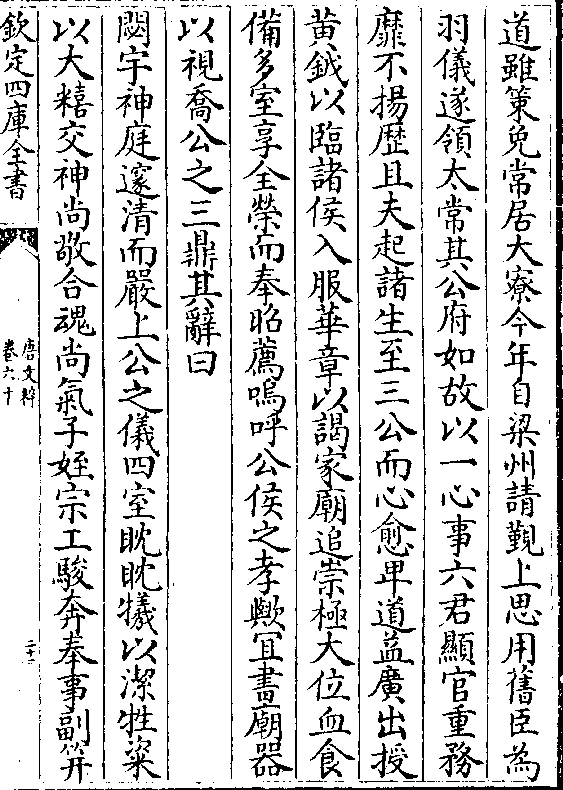 道雖策免常居大寮今年自梁州請覲上思用舊臣為
羽儀遂領太常其公府如故以一心事六君顯官重務
靡不揚歷且夫起諸生至三公而心愈卑道益廣出授
黄鉞以臨諸侯入服華章以謁家廟追崇極大位血食
備多室享全榮而奉昭薦嗚呼公侯之孝歟冝書廟器
以視喬公之三鼎其辭曰
閟宇神庭邃清而嚴上公之儀四室眈眈犧以潔牲粢
以大糦交神尚敬合魂尚氣子姪宗工駿奔奉事副筓
欽定四庫全書
唐文粹
卷六十
二十二